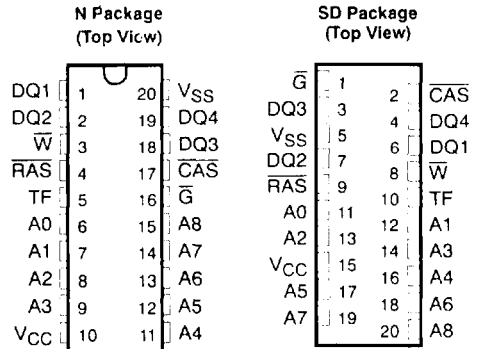 N Package
(Top View)
DQ1 1 20 VSS
DQ2 2 19 DQ4
W̅ 3 18 DQ3
R̅A̅S̅ 4 17 C̅A̅S̅
TF 5 16 G̅
A0 6 15 A8
A1 7 14 A7
A2 8 13 A6
A3 9 12 A5
VCC 10 11 A4
SD Package
(Top View)
G̅ 1
2 C̅A̅S̅
DQ3 3
4 DQ4
VSS 5
6 DQ1
DQ2 7
8 W̅
R̅A̅S̅ 9
10 TF
A0 11
12 A1
A2 13
14 A3
VCC 15
16 A4
A5 17
18 A6
A7 19
20 A8